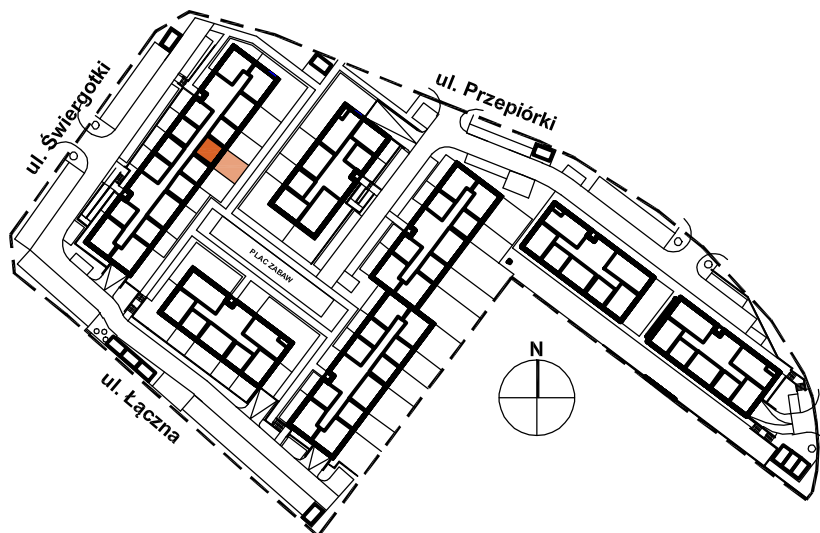 ul. Przepiórki
ul. Świergotki
PLAC ZABAW
N
ul. Łączna